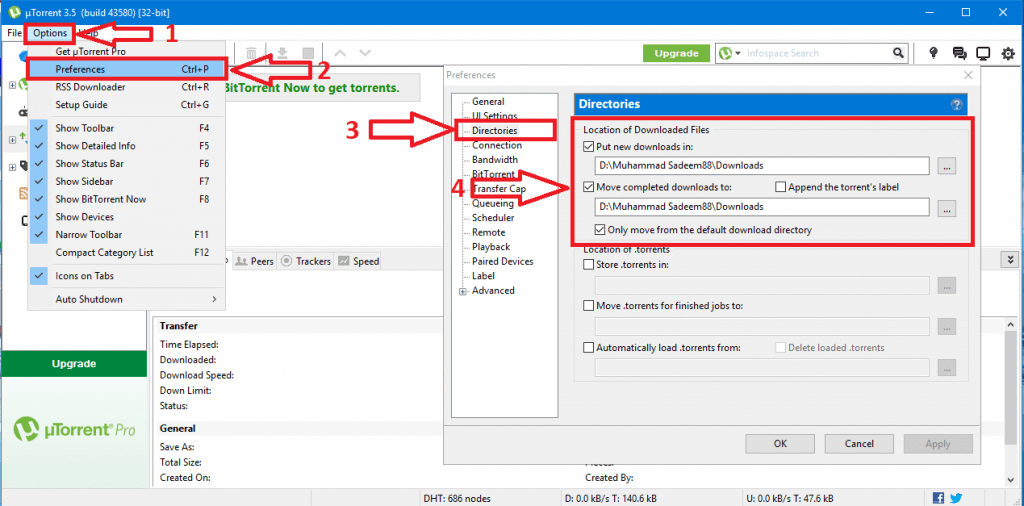 µTorrent 3.5 (build 43580) [32-bit]
File Options Help
1
Get µTorrent Pro
Preferences Ctrl+P
2
RSS Downloader Ctrl+R
Setup Guide Ctrl+G
Show Toolbar F4
Show Detailed Info F5
Show Status Bar F6
Show Sidebar F7
Show BitTorrent Now F8
Show Devices
Narrow Toolbar F11
Compact Category List F12
Icons on Tabs
Auto Shutdown
Upgrade
Infospace Search
BitTorrent Now to get torrents.
Preferences
General
UI Settings
3
Directories
Connection
Bandwidth
BitTorrent
4
Transfer Cap
Queueing
Scheduler
Remote
Playback
Paired Devices
Label
Advanced
Directories
Location of Downloaded Files
Put new downloads in:
D:\Muhammad Sadeem88\Downloads
...
Move completed downloads to: Append the torrent's label
D:\Muhammad Sadeem88\Downloads
...
Only move from the default download directory
Location of .torrents
Store .torrents in:
...
Move .torrents for finished jobs to:
...
Automatically load .torrents from: Delete loaded .torrents
...
OK Cancel Apply
Peers Trackers Speed
Transfer
Time Elapsed:
Downloaded:
Download Speed:
Down Limit:
Status:
General
Save As:
Total Size:
Created On: Created By:
Upgrade
µTorrent® Pro
DHT: 686 nodes D: 0.0 kB/s T: 140.6 kB U: 0.0 kB/s T: 47.6 kB